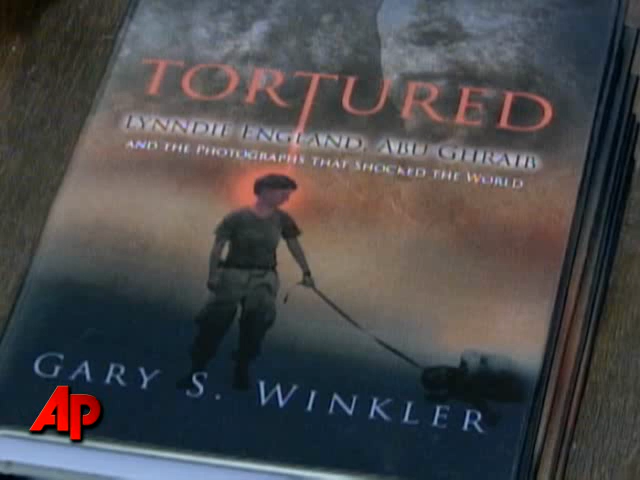 TORTURED
LYNNDIE ENGLAND, ABU GHRAIB
AND THE PHOTOGRAPHS THAT SHOCKED THE WORLD
GARY S. WINKLER
AP